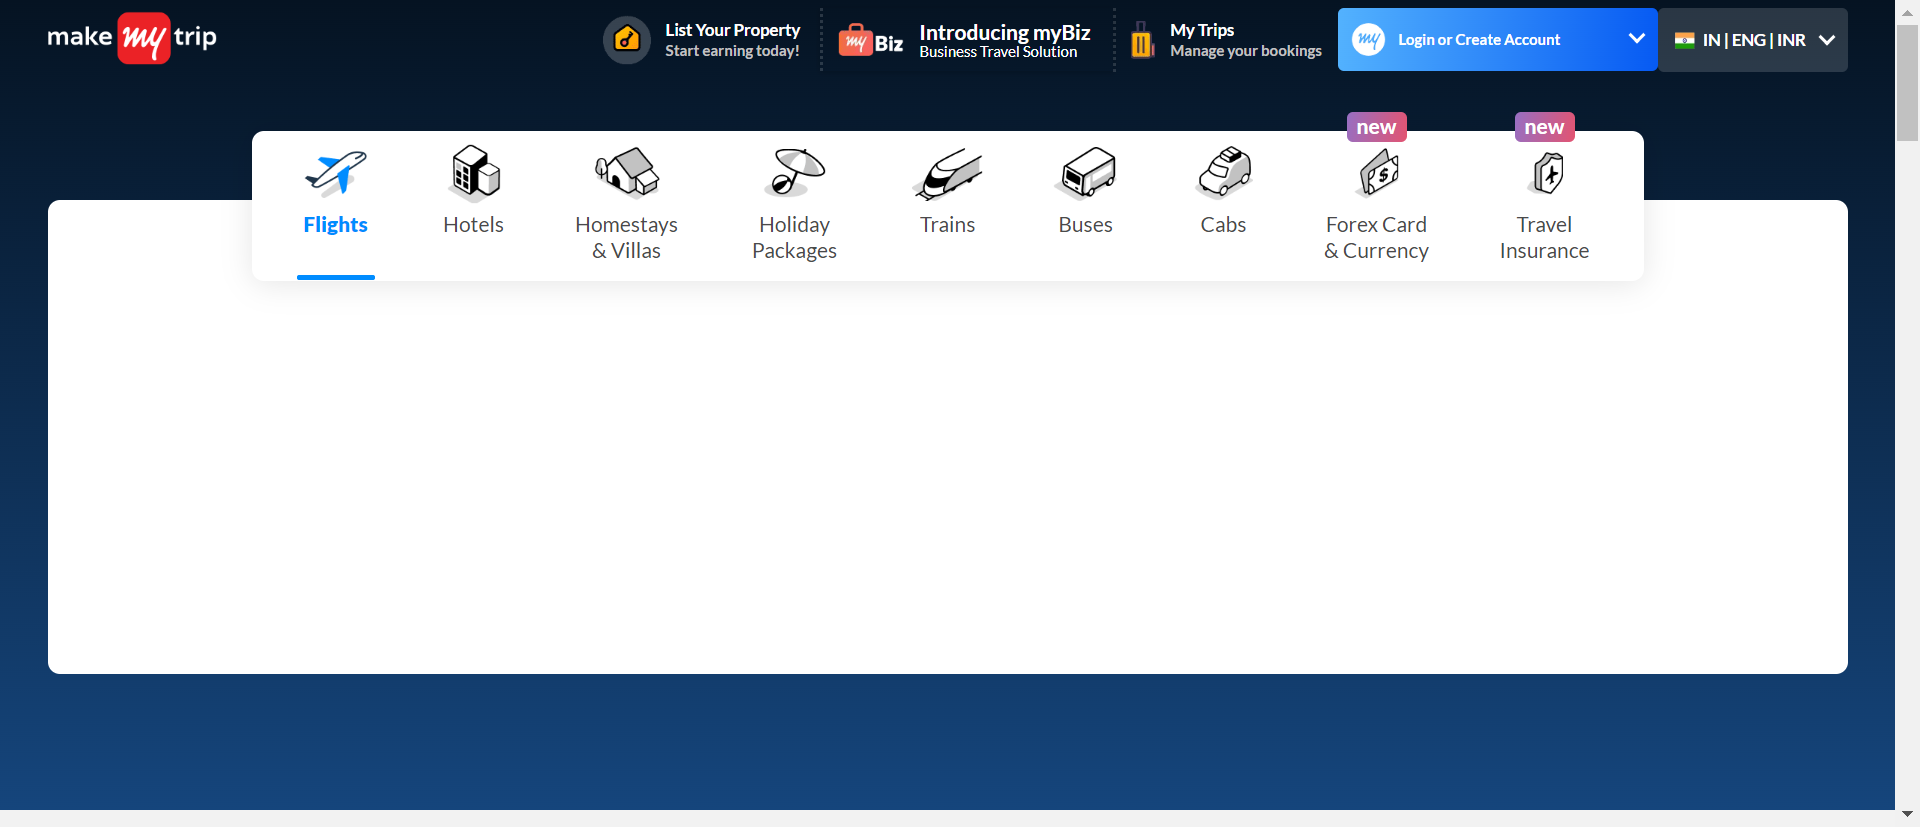 make my trip
List Your Property
Start earning today!
my Biz
Introducing myBiz
Business Travel Solution
My Trips
Manage your bookings
my
Login or Create Account
IN | ENG | INR
new
new
Flights
Hotels
Homestays
& Villas
Holiday
Packages
Trains
Buses
Cabs
Forex Card
& Currency
Travel
Insurance